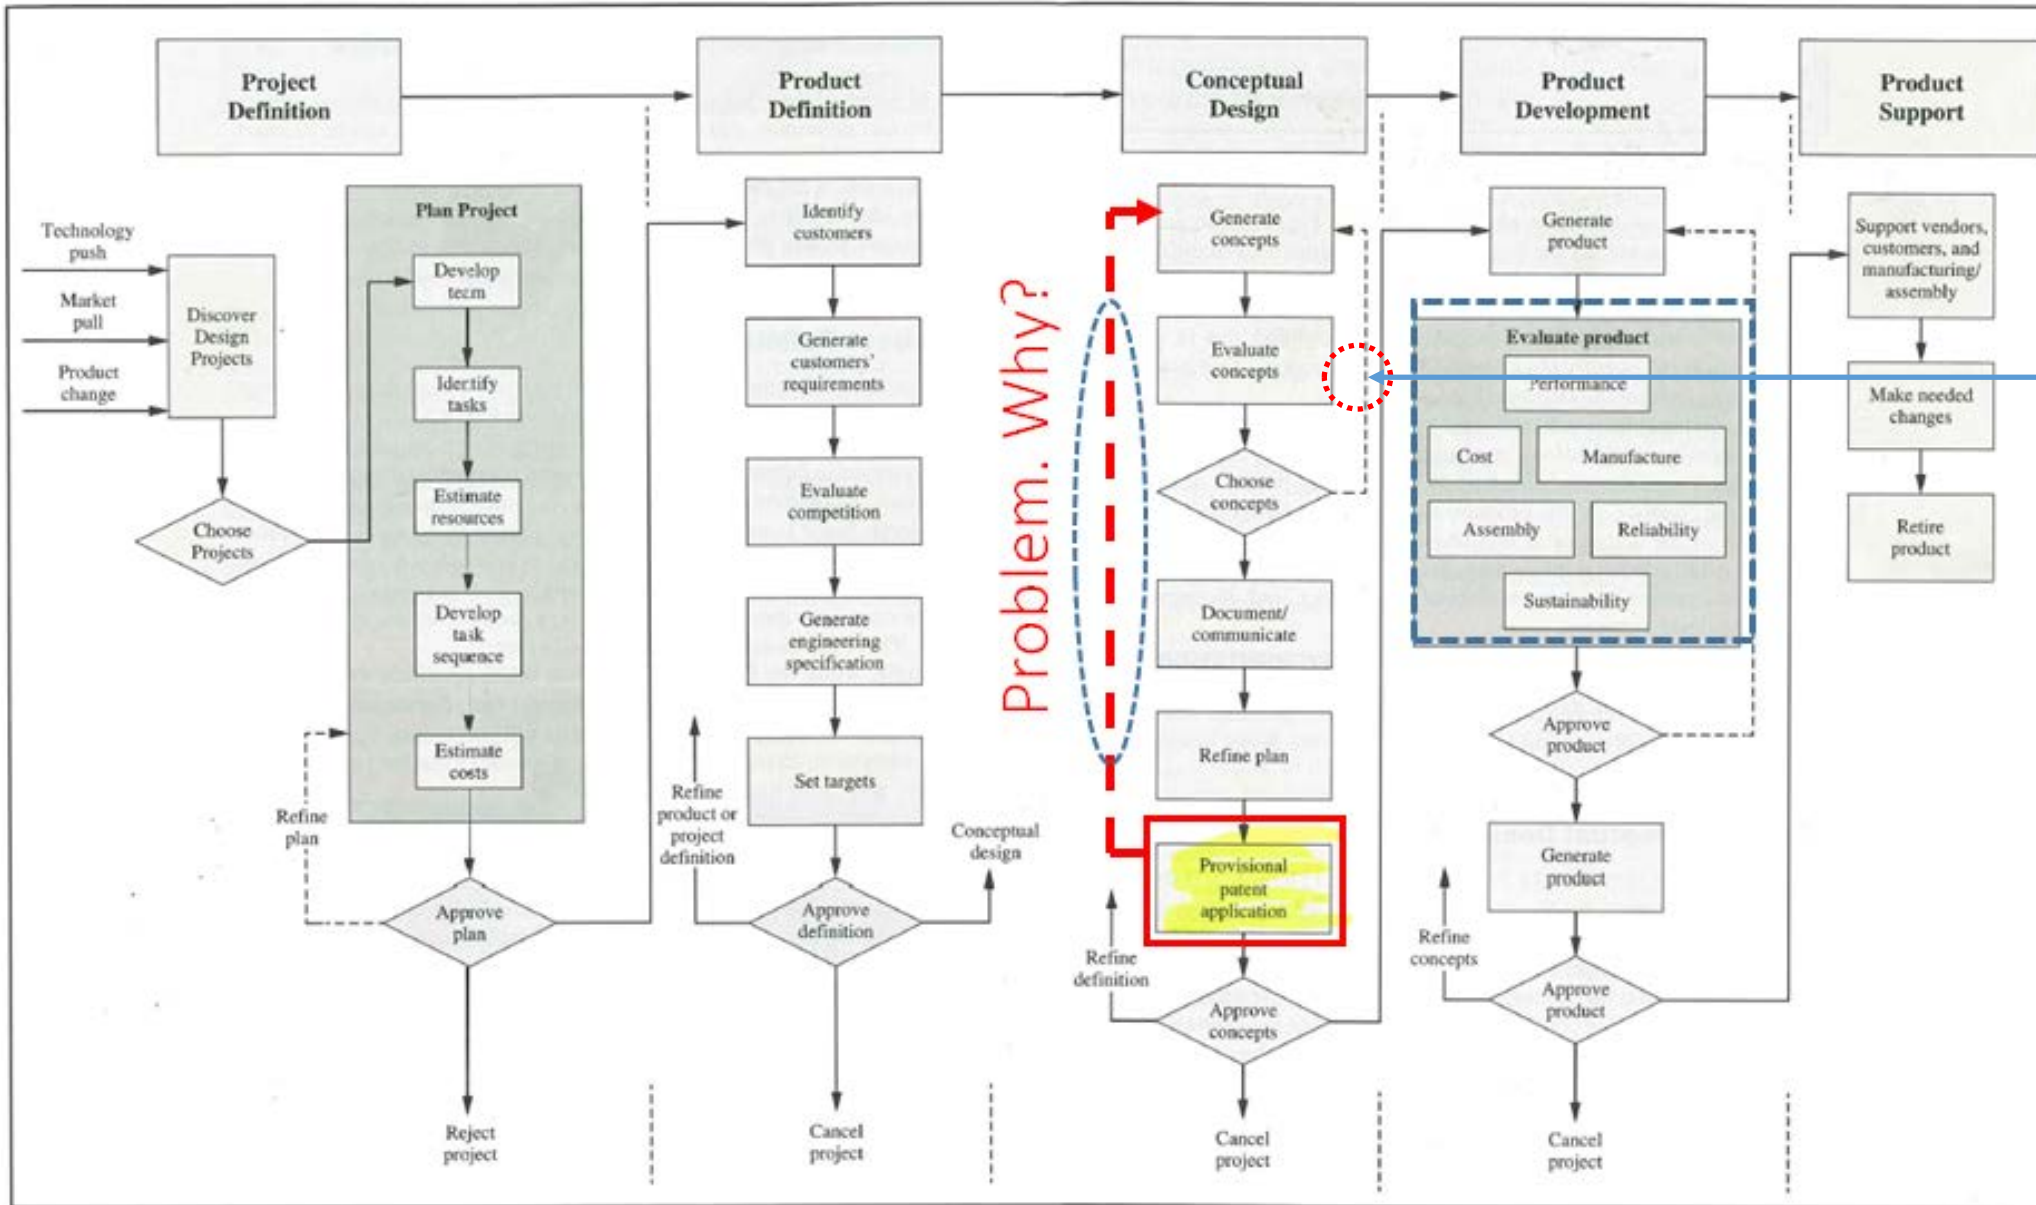 Project
Definition
Product
Definition
Conceptual
Design
Product
Development
Product
Support
Technology
push
Market
pull
Product
change
Discover
Design
Projects
Choose
Projects
Plan Project
Develop
team
Identify
tasks
Estimate
resources
Develop
task
sequence
Estimate
costs
Refine
plan
Approve
plan
Reject
project
Identify
customers
Generate
customers'
requirements
Evaluate
competition
Generate
engineering
specification
Set targets
Refine
product or
project
definition
Conceptual
design
Approve
definition
Cancel
project
Problem. Why?
Generate
concepts
Evaluate
concepts
Choose
concepts
Document/
communicate
Refine plan
Provisional
patent
application
Refine
definition
Approve
concepts
Cancel
project
Generate
product
Evaluate product
Performance
Cost
Manufacture
Assembly
Reliability
Sustainability
Approve
product
Generate
product
Refine
concepts
Approve
product
Cancel
project
Support vendors,
customers, and
manufacturing/
assembly
Make needed
changes
Retire
product